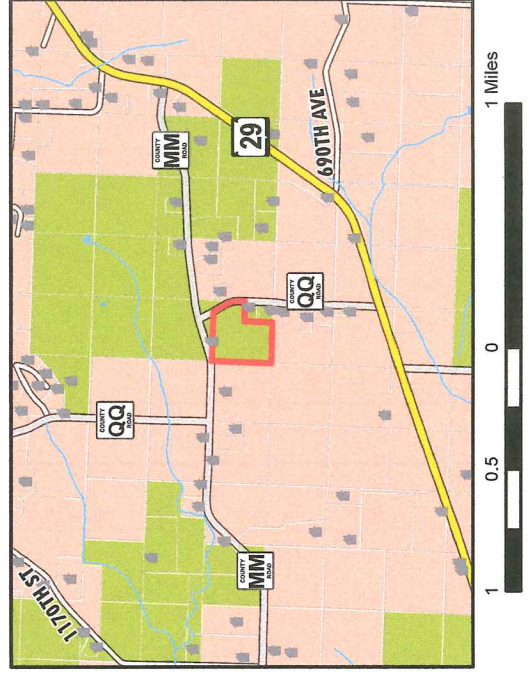 1170TH ST
COUNTY
QQ
ROAD
COUNTY
MM
ROAD
COUNTY
MM
ROAD
29
690TH AVE
COUNTY
QQ
ROAD
1
0.5
0
1 Miles